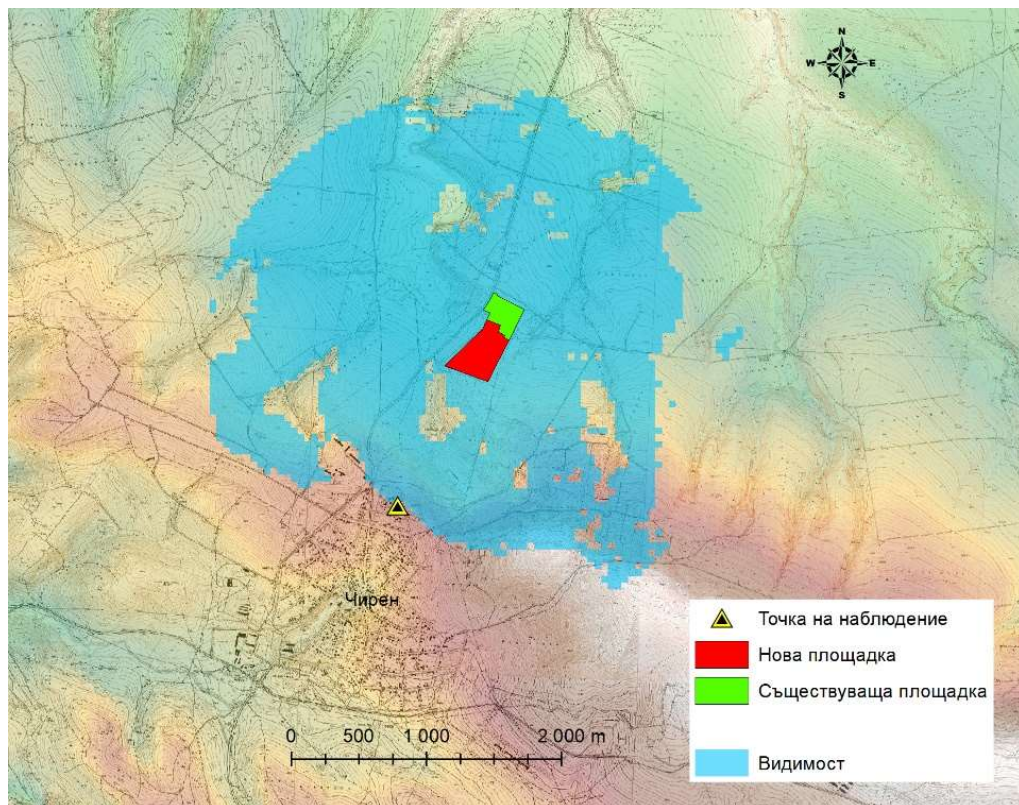 N
W E
S
Чирен
0 500 1 000 2 000 m
Точка на наблюдение
Нова площадка
Съществуваща площадка
Видимост